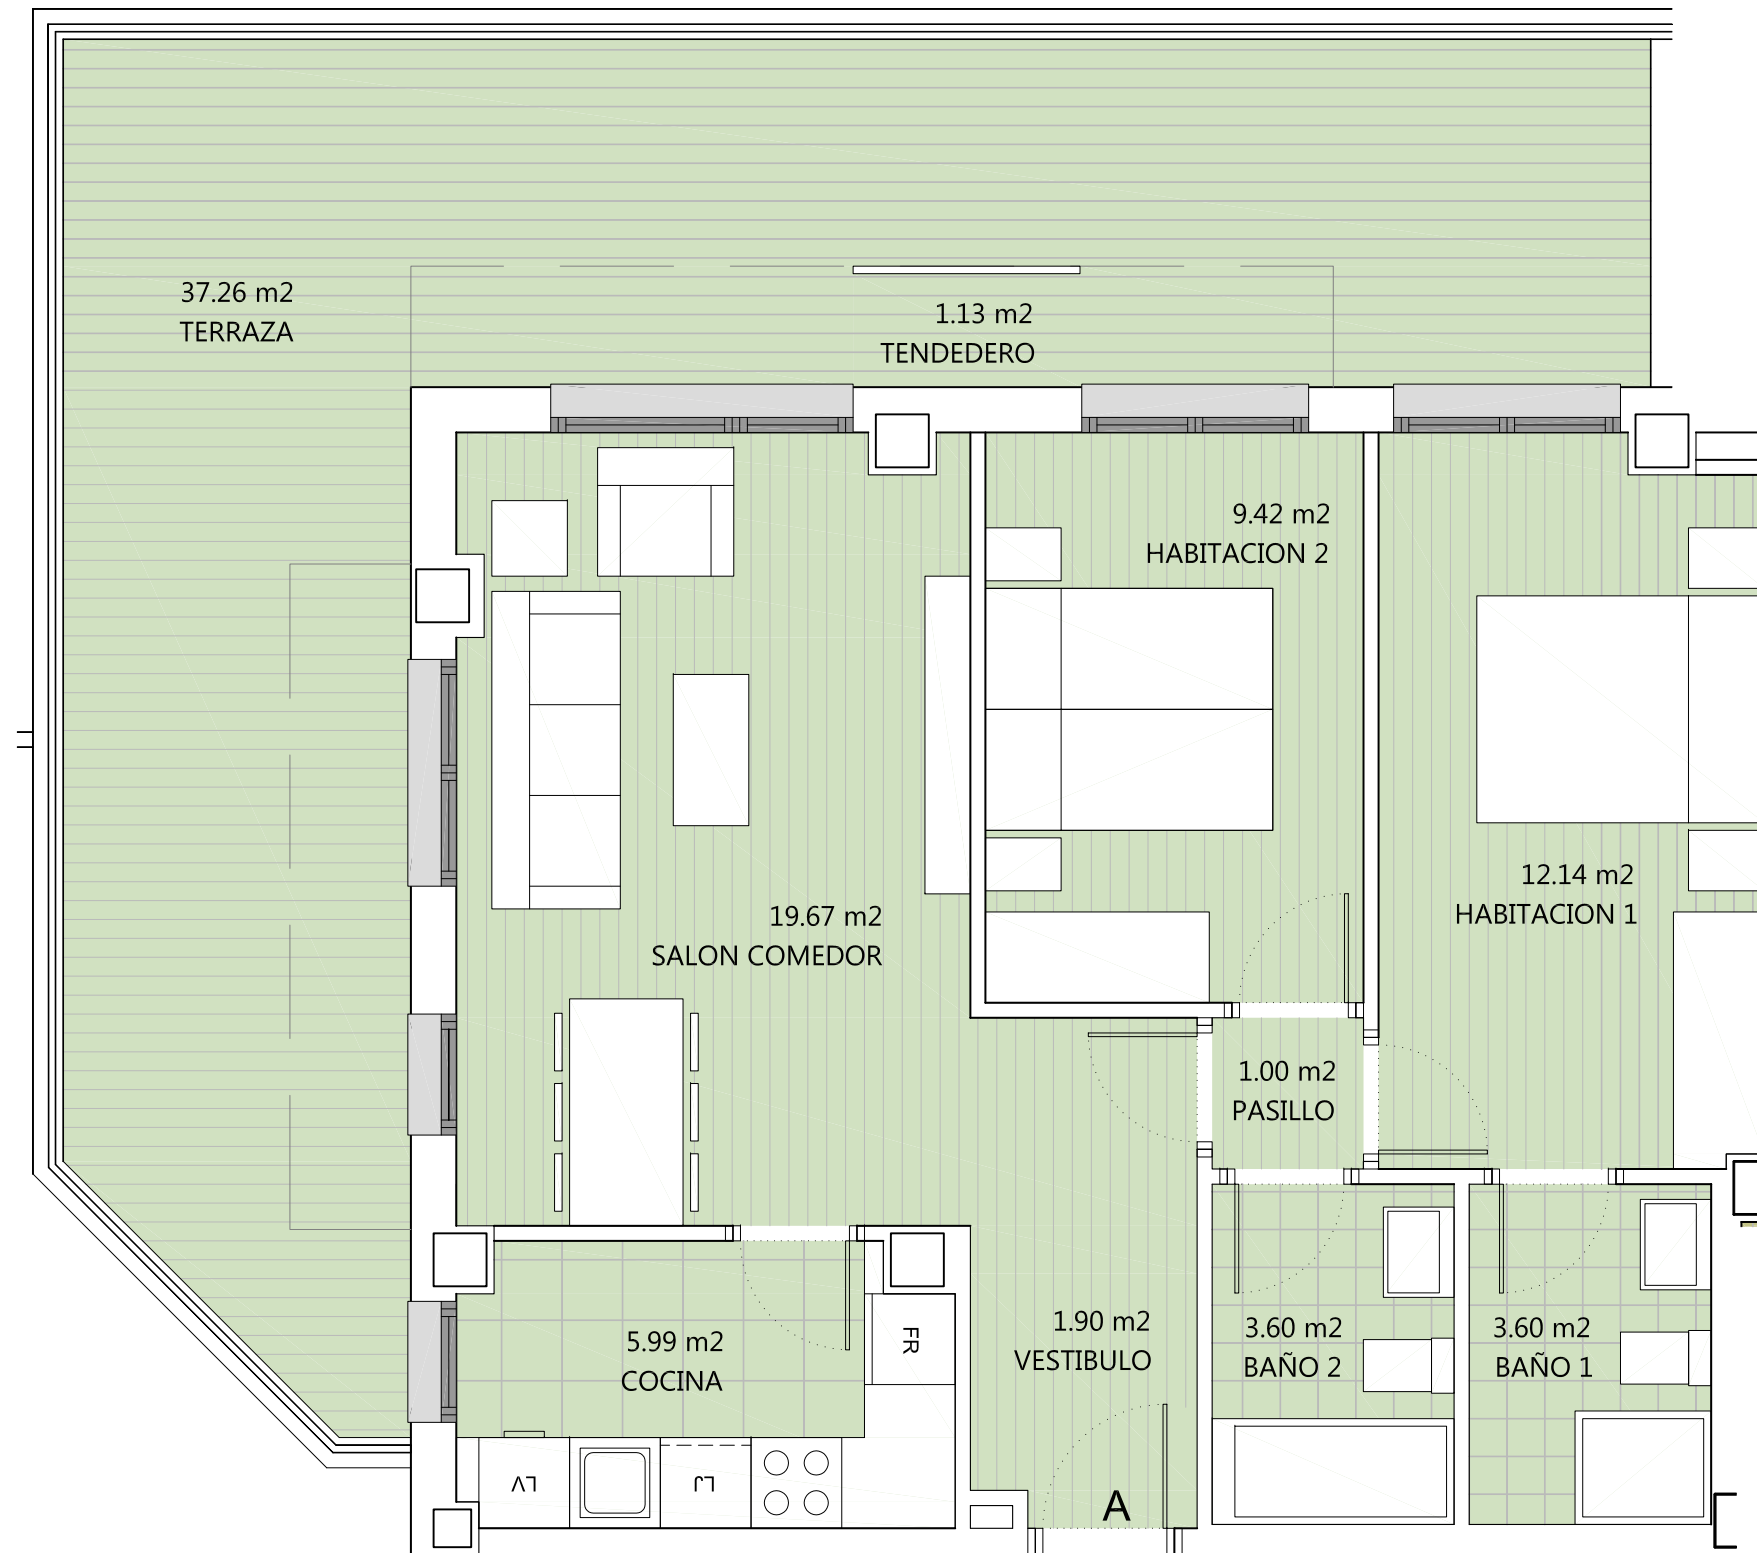 37.26 m2
TERRAZA
1.13 m2
TENDEDERO
9.42 m2
HABITACION 2
12.14 m2
HABITACION 1
19.67 m2
SALON COMEDOR
1.00 m2
PASILLO
5.99 m2
COCINA
FR
1.90 m2
VESTIBULO
3.60 m2
BAÑO 2
3.60 m2
BAÑO 1
LV
LJ
A